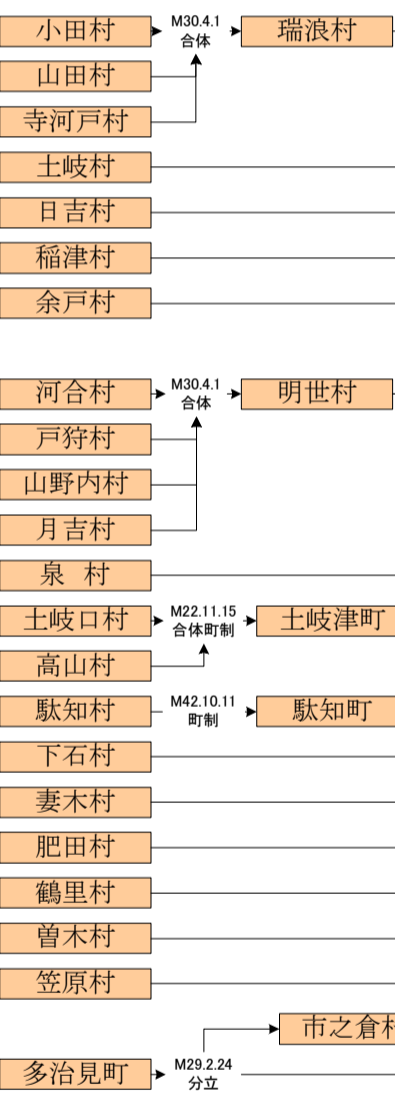 小田村 M30.4.1 瑞浪村
合体
山田村
寺河戸村
土岐村
日吉村
稲津村
余戸村
河合村 M30.4.1 明世村
合体
戸狩村
山野内村
月吉村
泉 村
土岐口村 M22.11.15 土岐津町
合体町制
高山村
駄知村 M42.10.11 駄知町
町制
下石村
妻木村
肥田村
鶴里村
曽木村
笠原村
市之倉村
多治見町 M29.2.24
分立